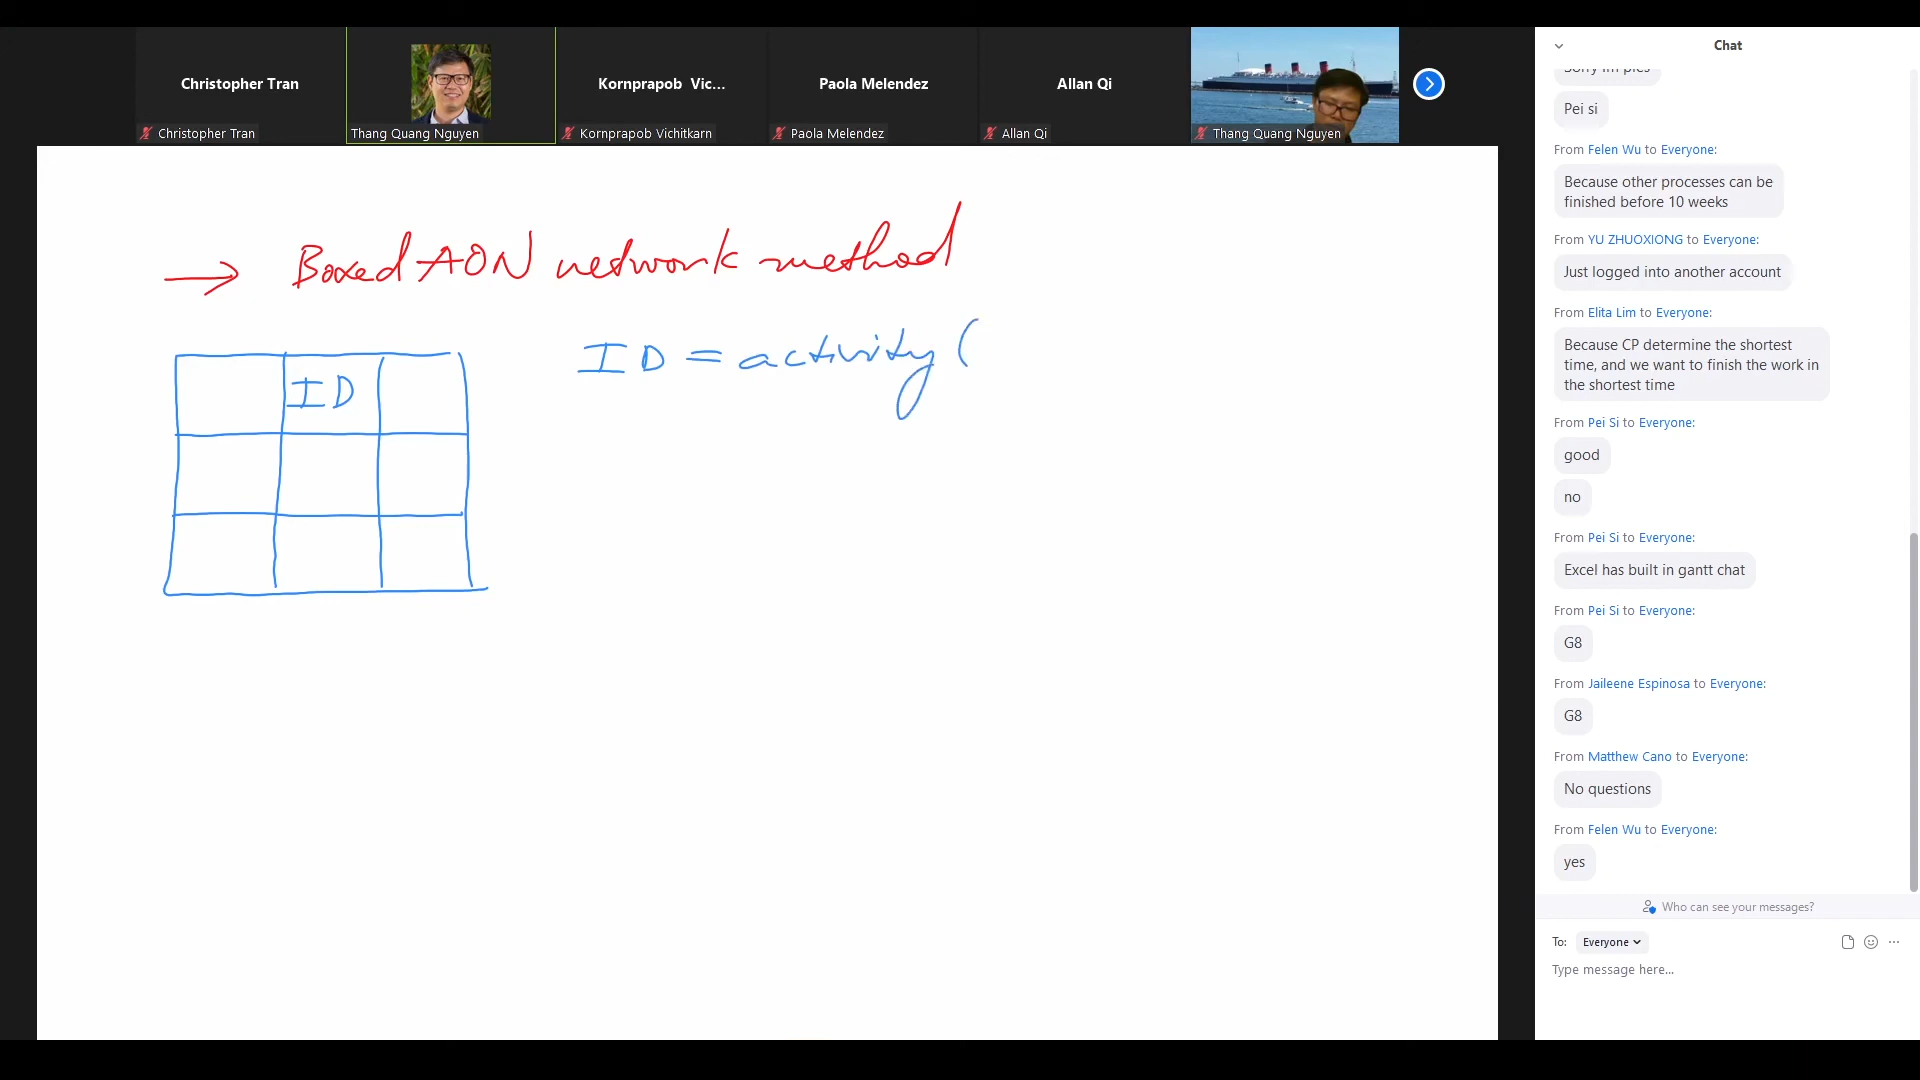 Christopher Tran
Kornprapob Vic...
Paola Melendez
Allan Qi
Christopher Tran
Thang Quang Nguyen
Kornprapob Vichitkarn
Paola Melendez
Allan Qi
Thang Quang Nguyen
→ Boxed AON network method
ID = activity (
ID
Chat
Sorry im pies
Pei si
From Felen Wu to Everyone:
Because other processes can be
finished before 10 weeks
From YU ZHUOXIONG to Everyone:
Just logged into another account
From Elita Lim to Everyone:
Because CP determine the shortest
time, and we want to finish the work in
the shortest time
From Pei Si to Everyone:
good
no
From Pei Si to Everyone:
Excel has built in gantt chat
From Pei Si to Everyone:
G8
From Jaileene Espinosa to Everyone:
G8
From Matthew Cano to Everyone:
No questions
From Felen Wu to Everyone:
yes
Who can see your messages?
To: Everyone
Type message here...